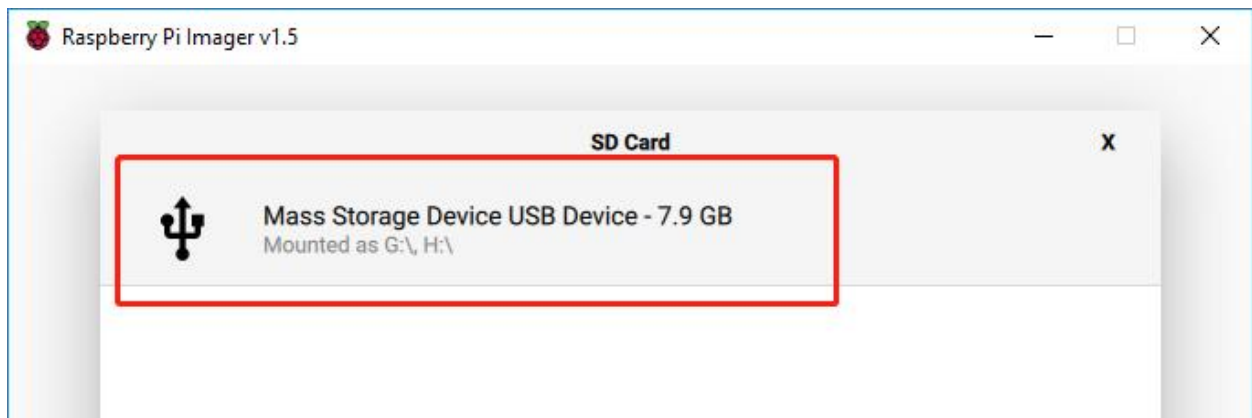 Raspberry Pi Imager v1.5
SD Card X
Mass Storage Device USB Device - 7.9 GB
Mounted as G:\, H:\